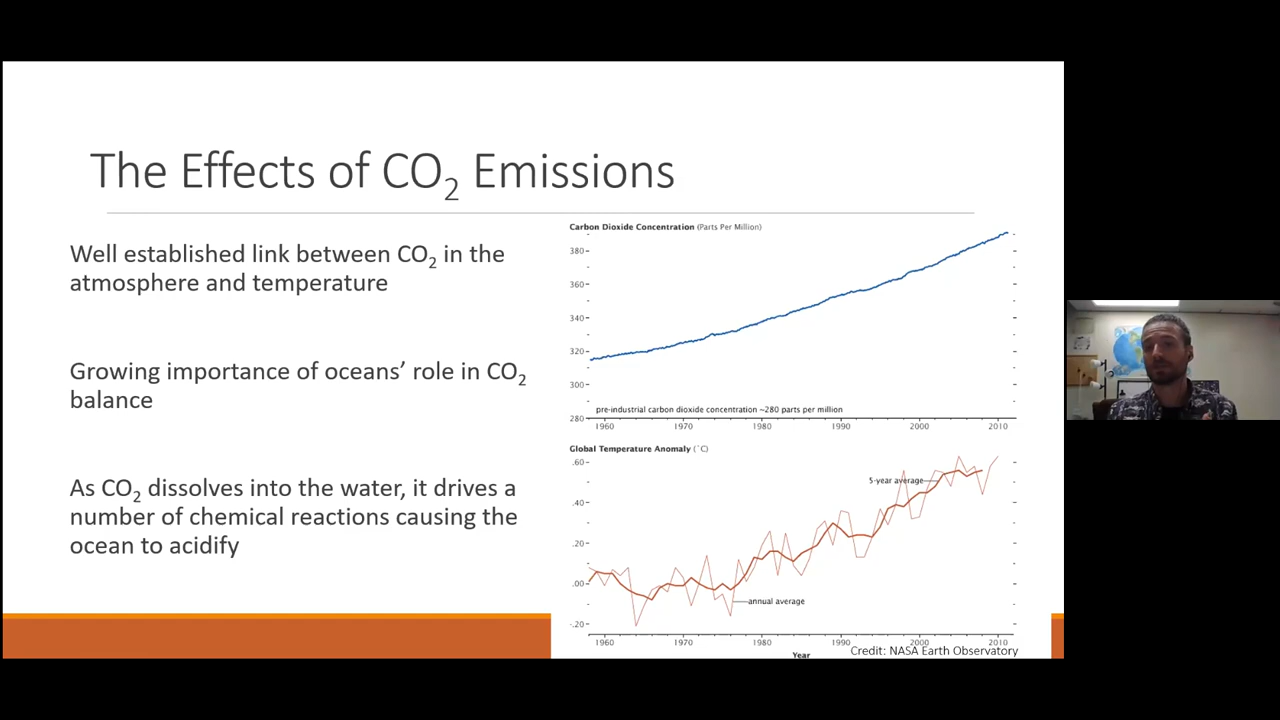 The Effects of CO₂ Emissions
Well established link between CO₂ in the
atmosphere and temperature
Growing importance of oceans’ role in CO₂
balance
As CO₂ dissolves into the water, it drives a
number of chemical reactions causing the
ocean to acidify
Carbon Dioxide Concentration (Parts Per Million)
380
360
340
320
300
280
pre-industrial carbon dioxide concentration ~280 parts per million
1960 1970 1980 1990 2000 2010
Global Temperature Anomaly (˚C)
.60
.40
.20
.00
-.20
5-year average
annual average
1960 1970 1980 1990 2000 2010
Year
Credit: NASA Earth Observatory